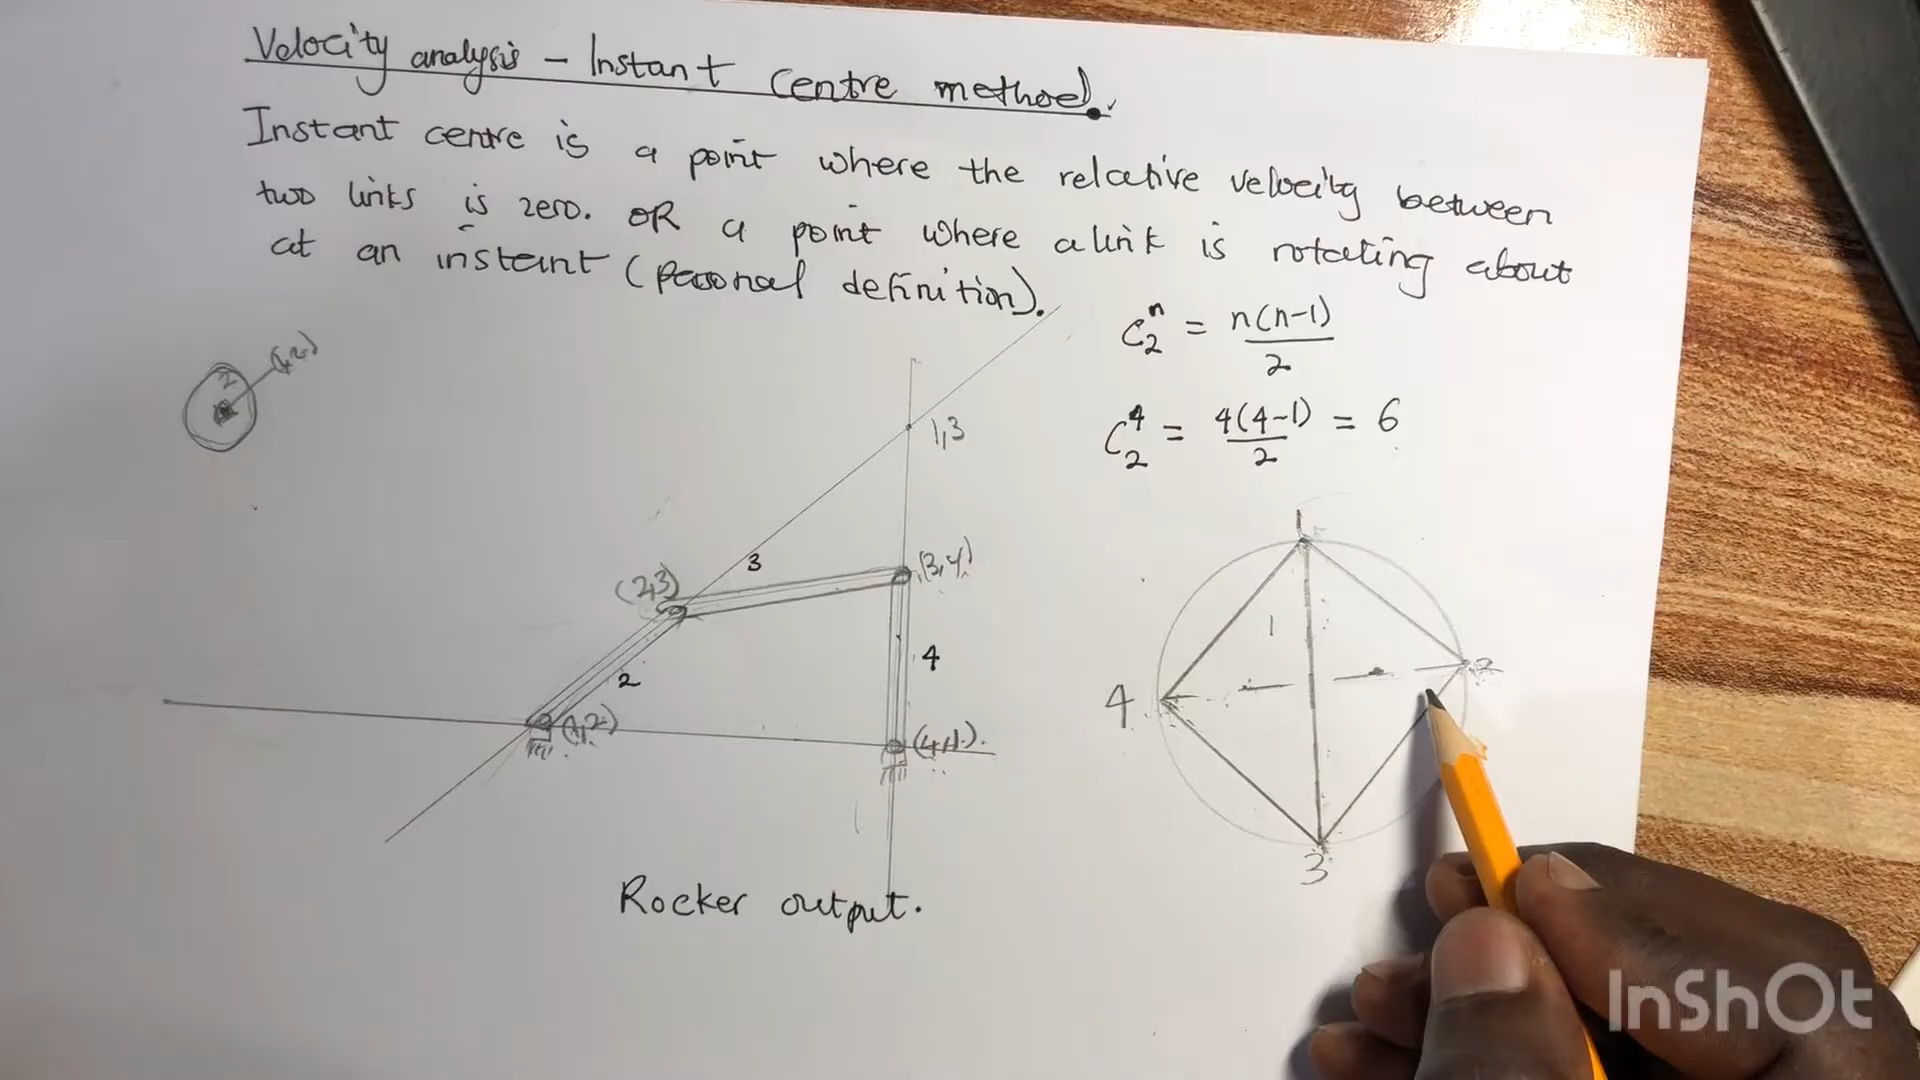 Velocity analysis - Instant Centre method.
Instant centre is a point where the relative velocity between
two links is zero. OR a point where a link is rotating about
at an instant (personal definition).
C₂ⁿ = n(n-1)/2
C₂⁴ = 4(4-1)/2 = 6
2
1,3
3
(2,3)
(3,4)
2
4
(1,2)
(4,1).
Rocker output.
1
1
2
4
3
InShOt